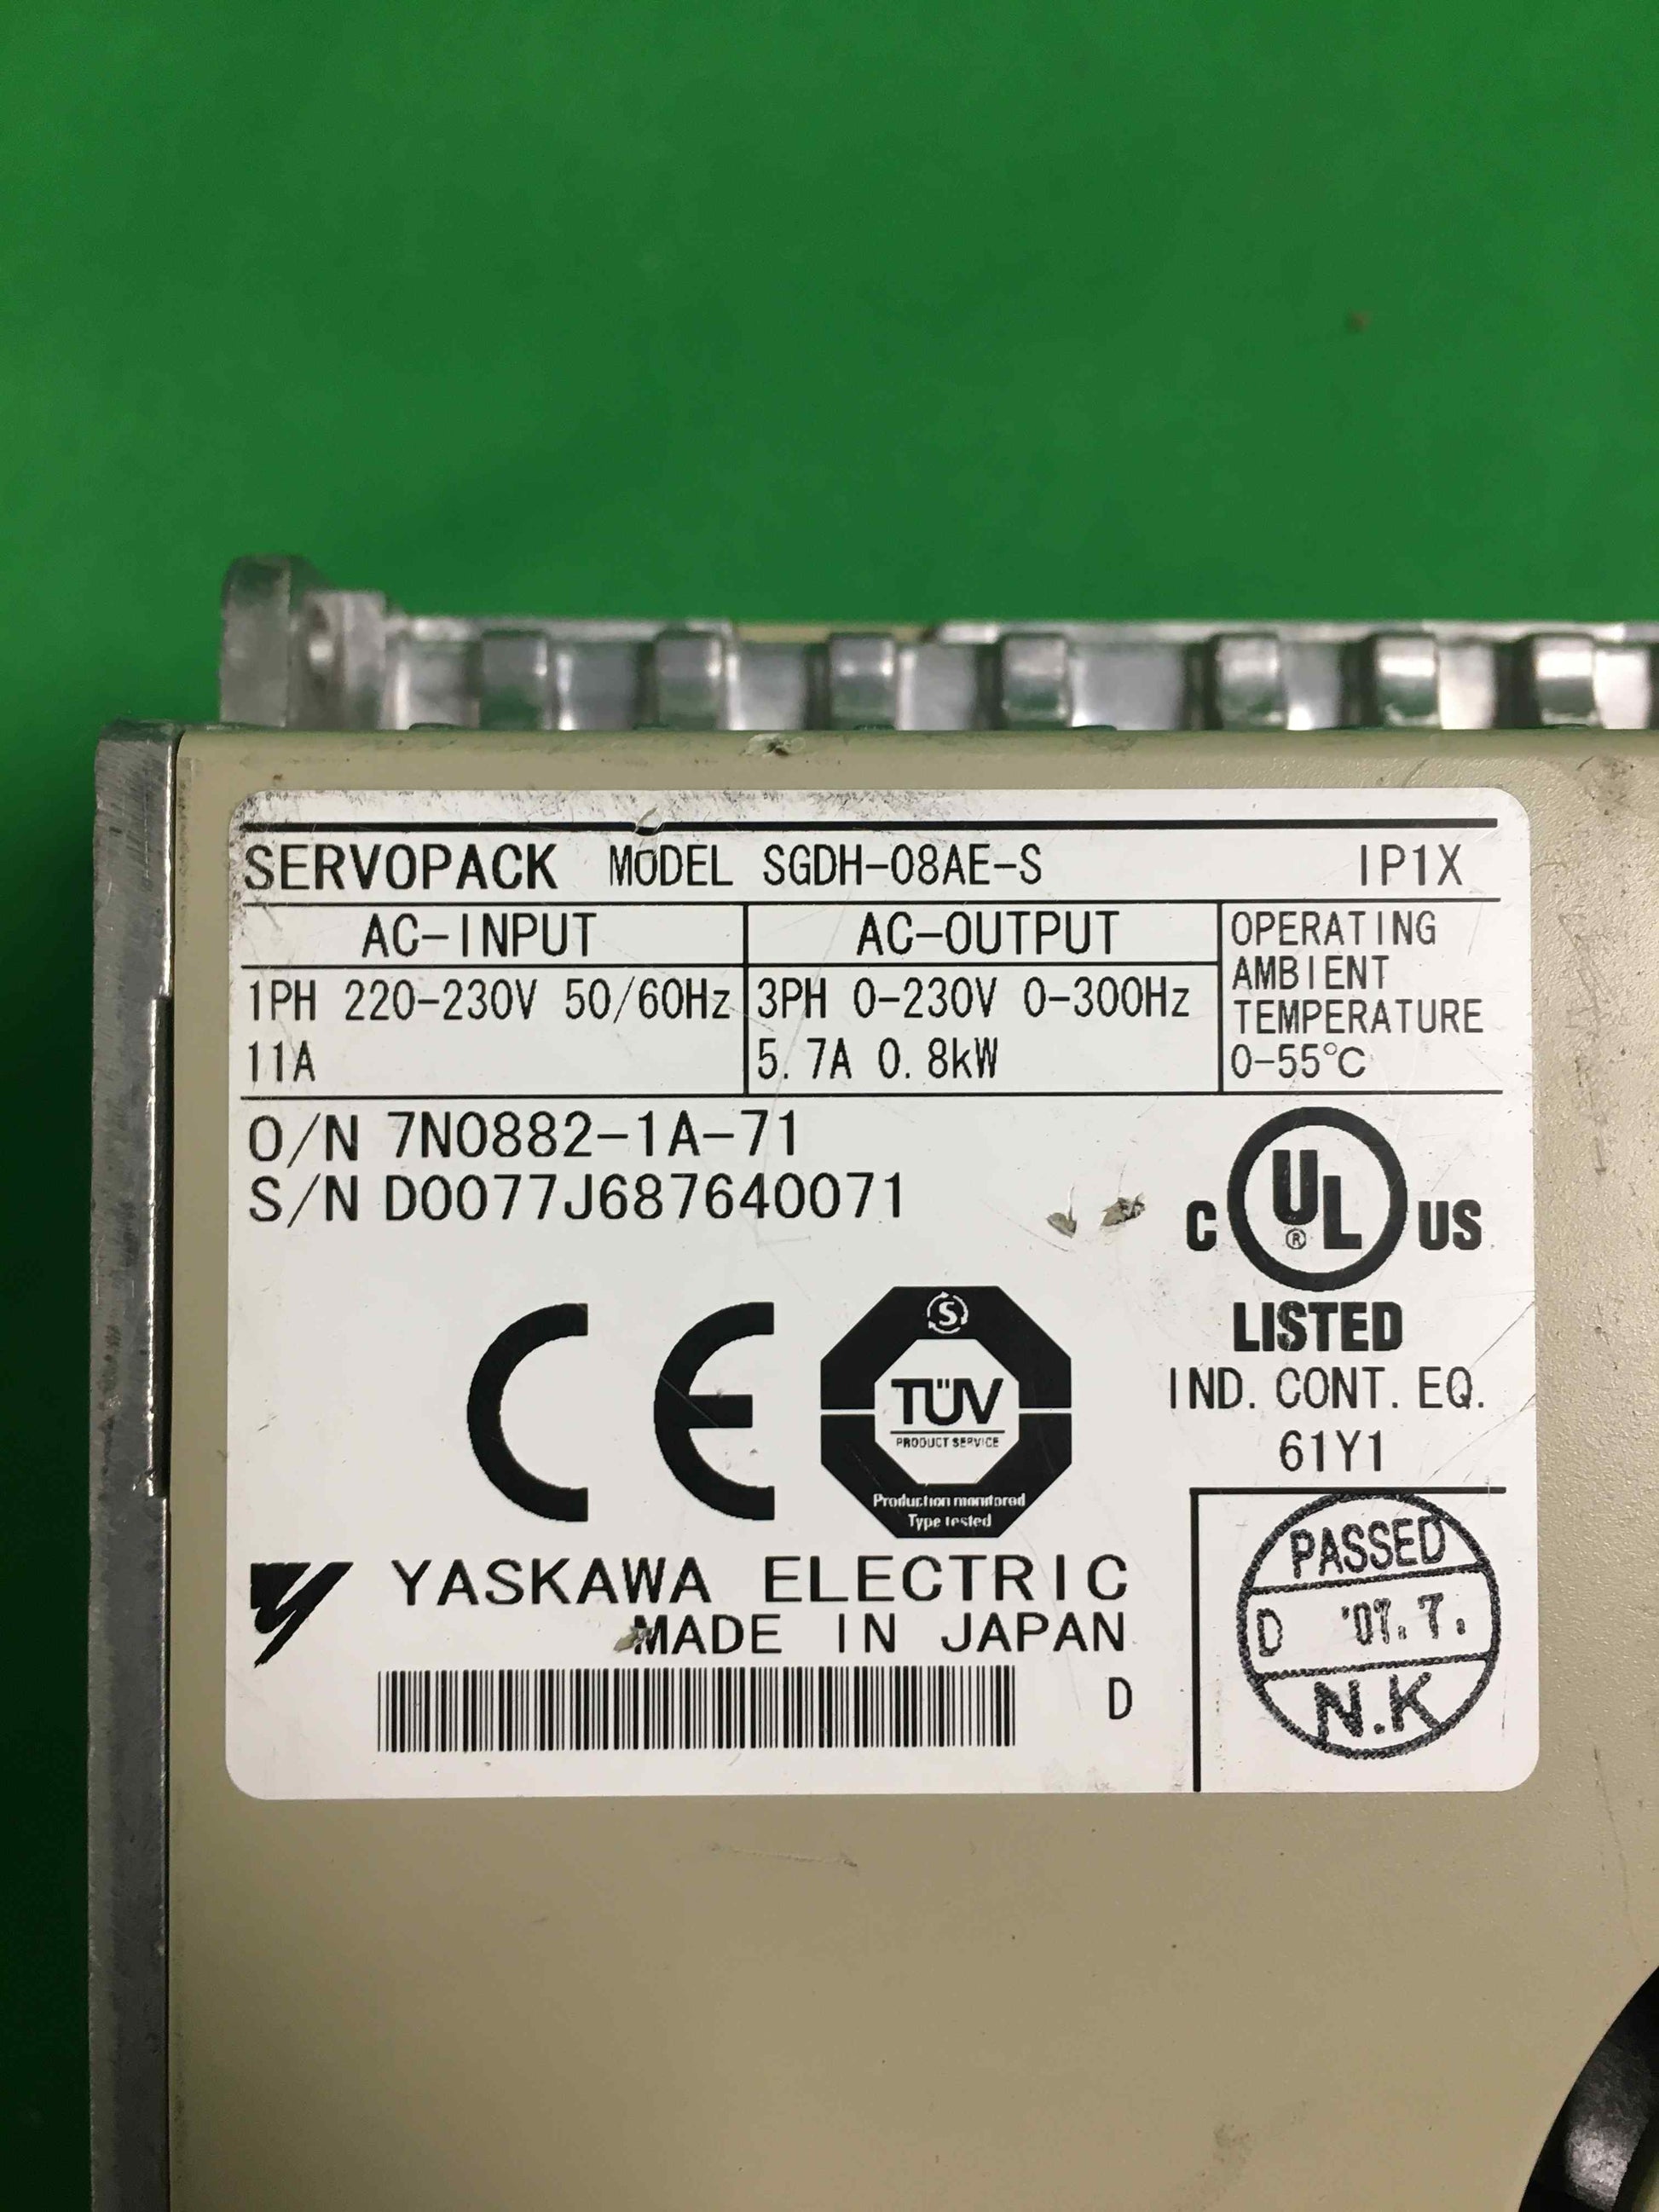 SERVOPACK MODEL SGDH-08AE-S IP1X
AC-INPUT
1PH 220-230V 50/60Hz
11A
AC-OUTPUT
3PH 0-230V 0-300Hz
5.7A 0.8kW
OPERATING
AMBIENT
TEMPERATURE
0-55°C
O/N 7N0882-1A-71
S/N D0077J687640071
C UL US
®
LISTED
IND. CONT. EQ.
61Y1
CE
S
TÜV
PRODUCT SERVICE
Production monitored
Type tested
YASKAWA ELECTRIC
MADE IN JAPAN
D
PASSED
D '07.7.
N.K